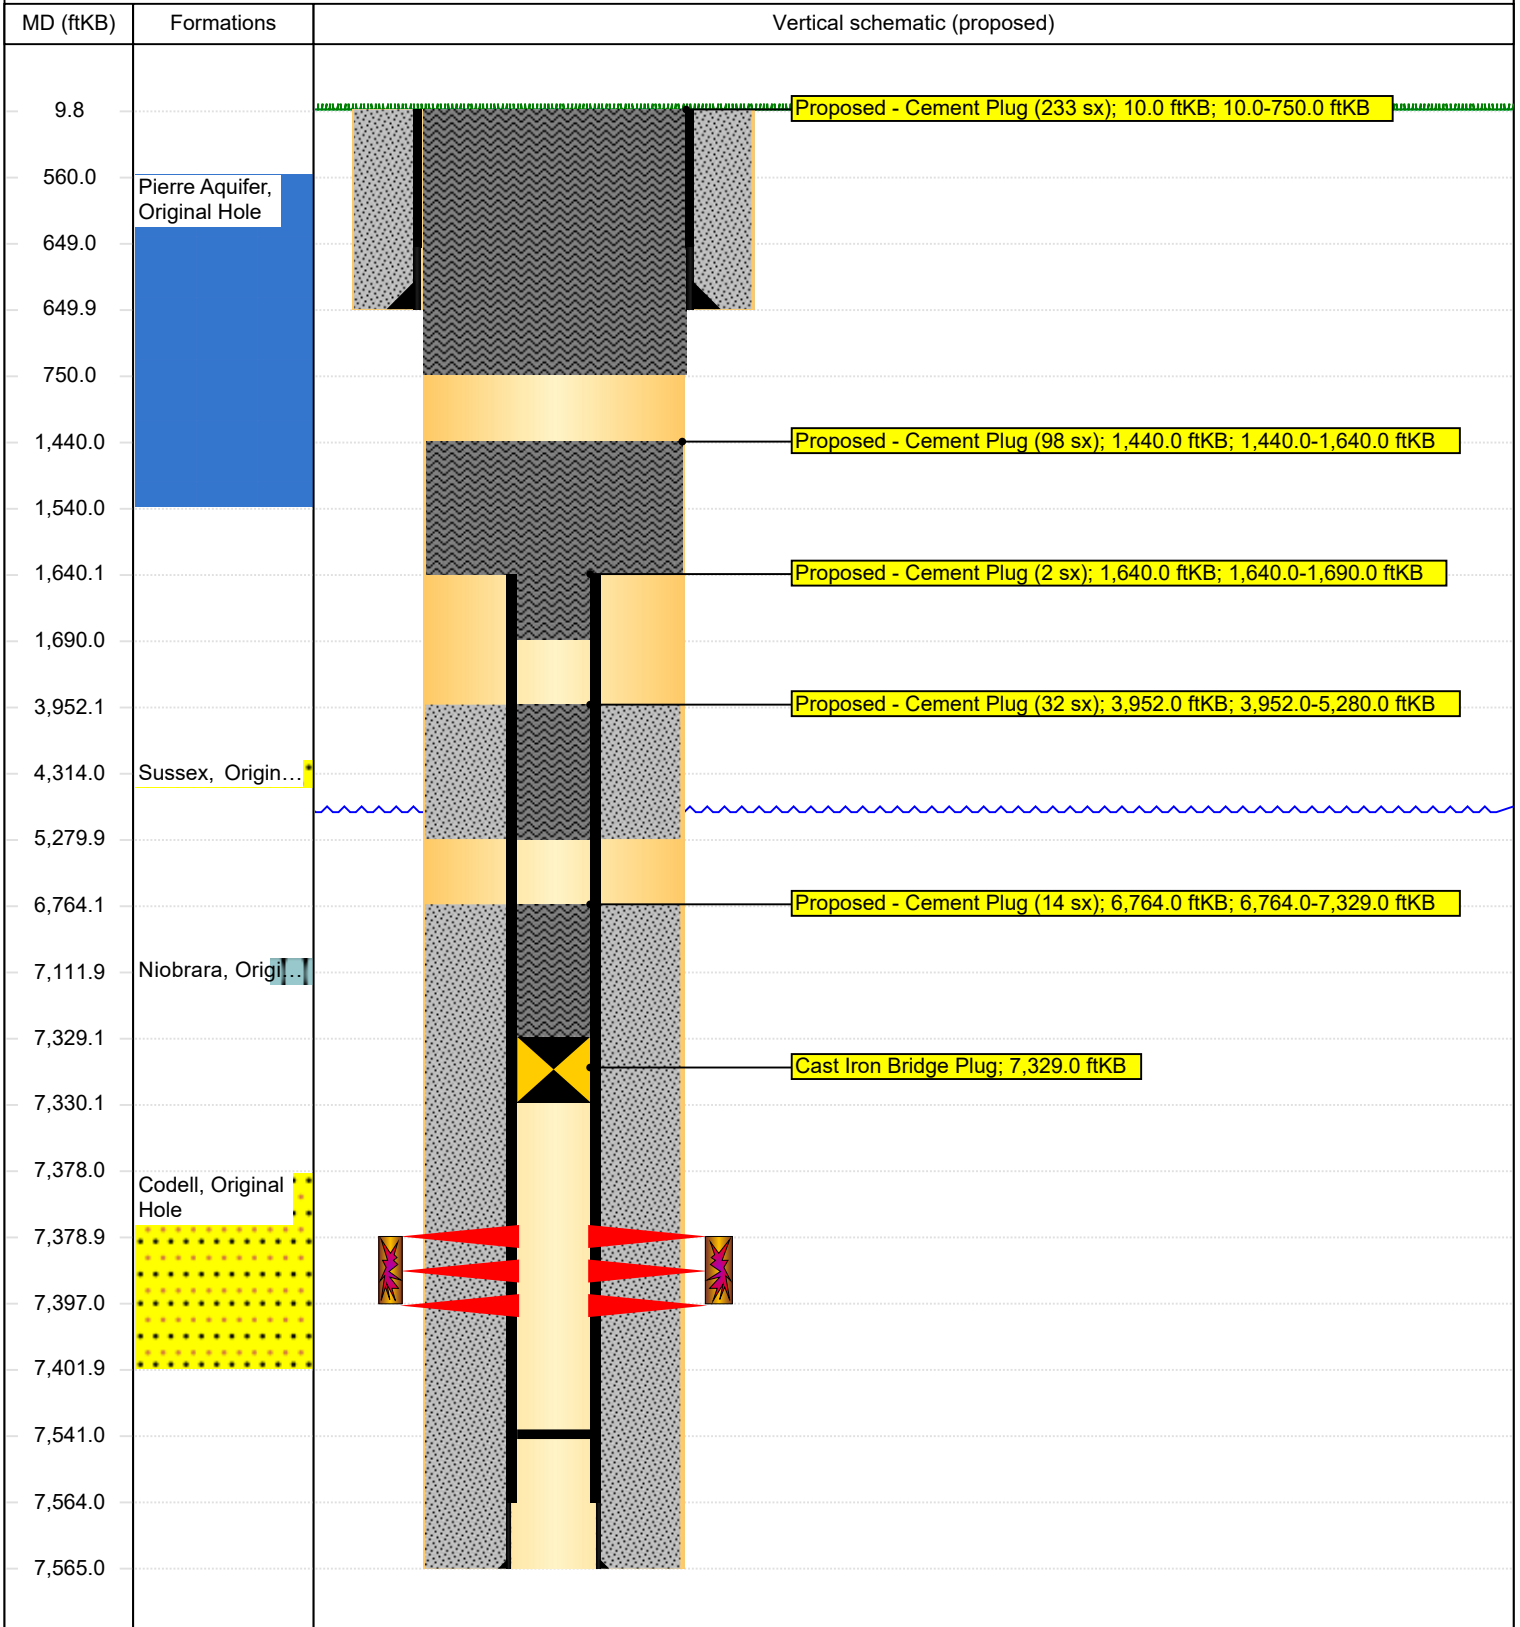 MD (ftKB) Formations Vertical schematic (proposed)
9.8 Proposed - Cement Plug (233 sx); 10.0 ftKB; 10.0-750.0 ftKB
560.0
Pierre Aquifer,
Original Hole
649.0
649.9
750.0
1,440.0 Proposed - Cement Plug (98 sx); 1,440.0 ftKB; 1,440.0-1,640.0 ftKB
1,540.0
1,640.1 Proposed - Cement Plug (2 sx); 1,640.0 ftKB; 1,640.0-1,690.0 ftKB
1,690.0
3,952.1 Proposed - Cement Plug (32 sx); 3,952.0 ftKB; 3,952.0-5,280.0 ftKB
4,314.0 Sussex, Origin…
5,279.9
6,764.1 Proposed - Cement Plug (14 sx); 6,764.0 ftKB; 6,764.0-7,329.0 ftKB
7,111.9 Niobrara, Origi…
7,329.1
Cast Iron Bridge Plug; 7,329.0 ftKB
7,330.1
7,378.0
Codell, Original
Hole
7,378.9
7,397.0
7,401.9
7,541.0
7,564.0
7,565.0